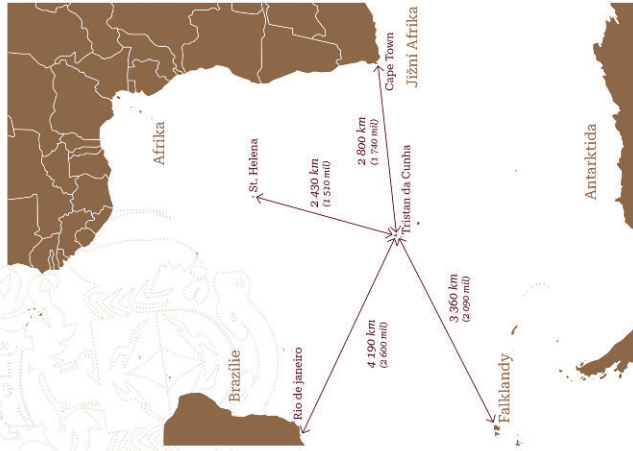 Afrika
Jižní Afrika
Cape Town
2 800 km
(1 740 mil)
St. Helena
2 430 km
(1 510 mil)
Tristan da Cunha
Antarktida
4 190 km
(2 600 mil)
3 360 km
(2 090 mil)
Brazílie
Rio de janeiro
Falklandy